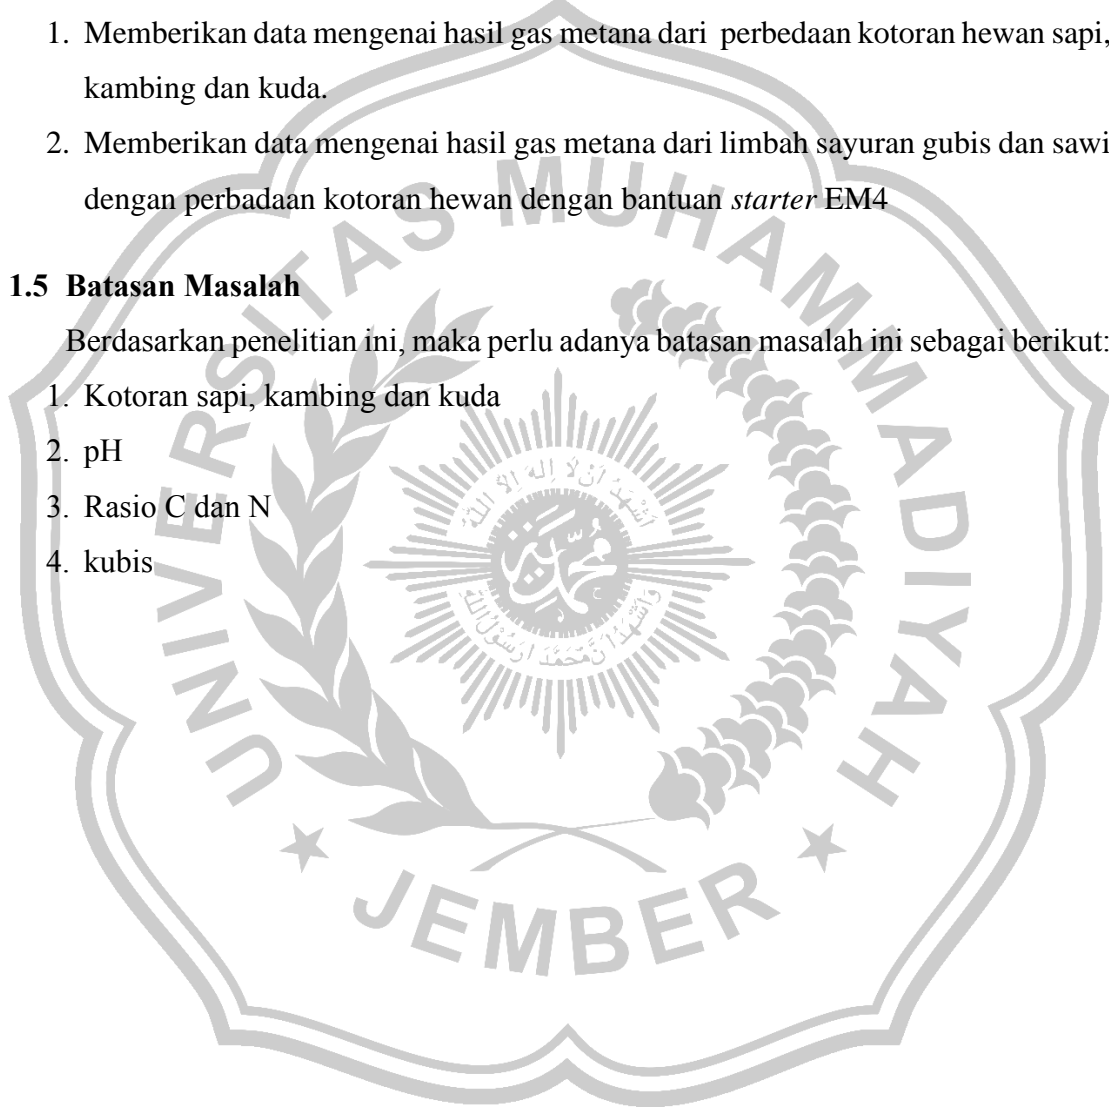 1. Memberikan data mengenai hasil gas metana dari perbedaan kotoran hewan sapi,
kambing dan kuda.
2. Memberikan data mengenai hasil gas metana dari limbah sayuran gubis dan sawi
dengan perbadaan kotoran hewan dengan bantuan starter EM4
1.5 Batasan Masalah
Berdasarkan penelitian ini, maka perlu adanya batasan masalah ini sebagai berikut:
1. Kotoran sapi, kambing dan kuda
2. pH
3. Rasio C dan N
4. kubis
UNIVERSITAS MUHAMMADIYAH
JEMBER